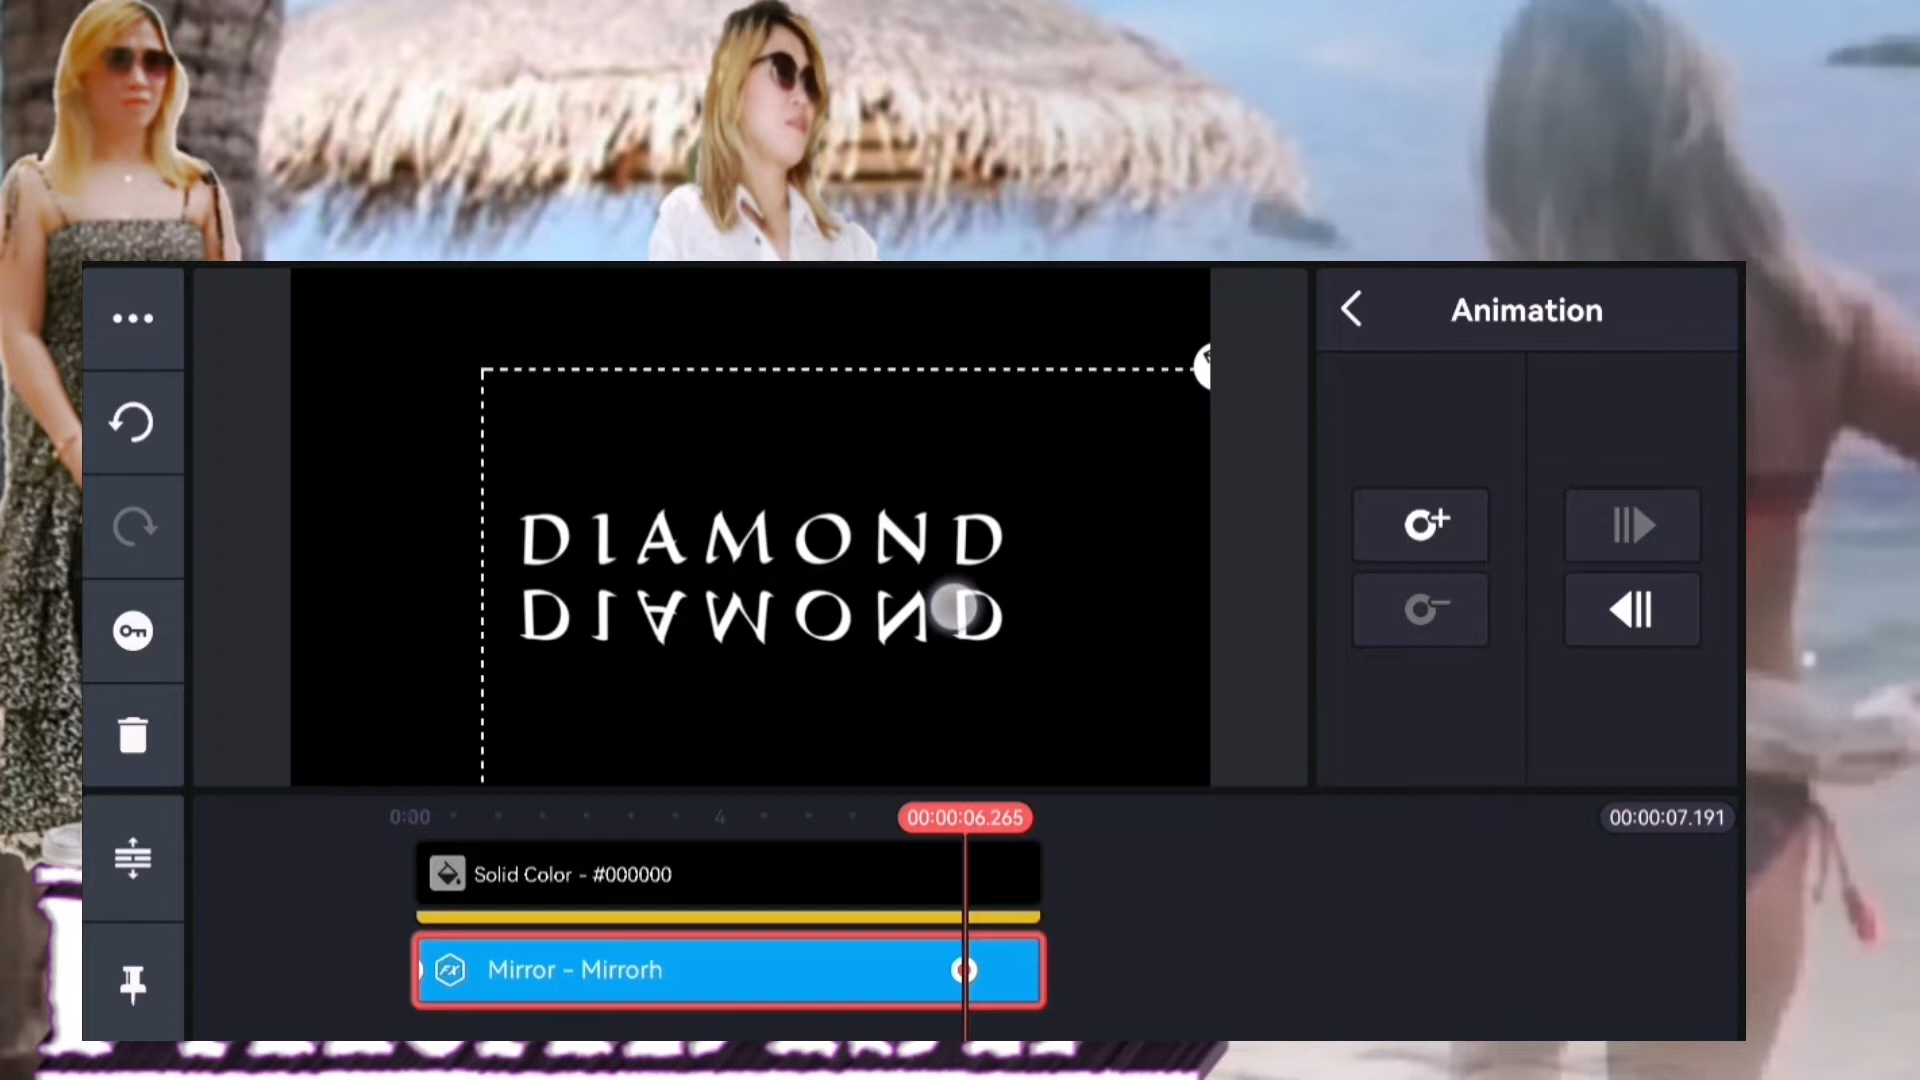 Animation
DIAMOND
DIAMOND
0:00
4
00:00:06.265
00:00:07.191
Solid Color - #000000
FX
Mirror - Mirrorh